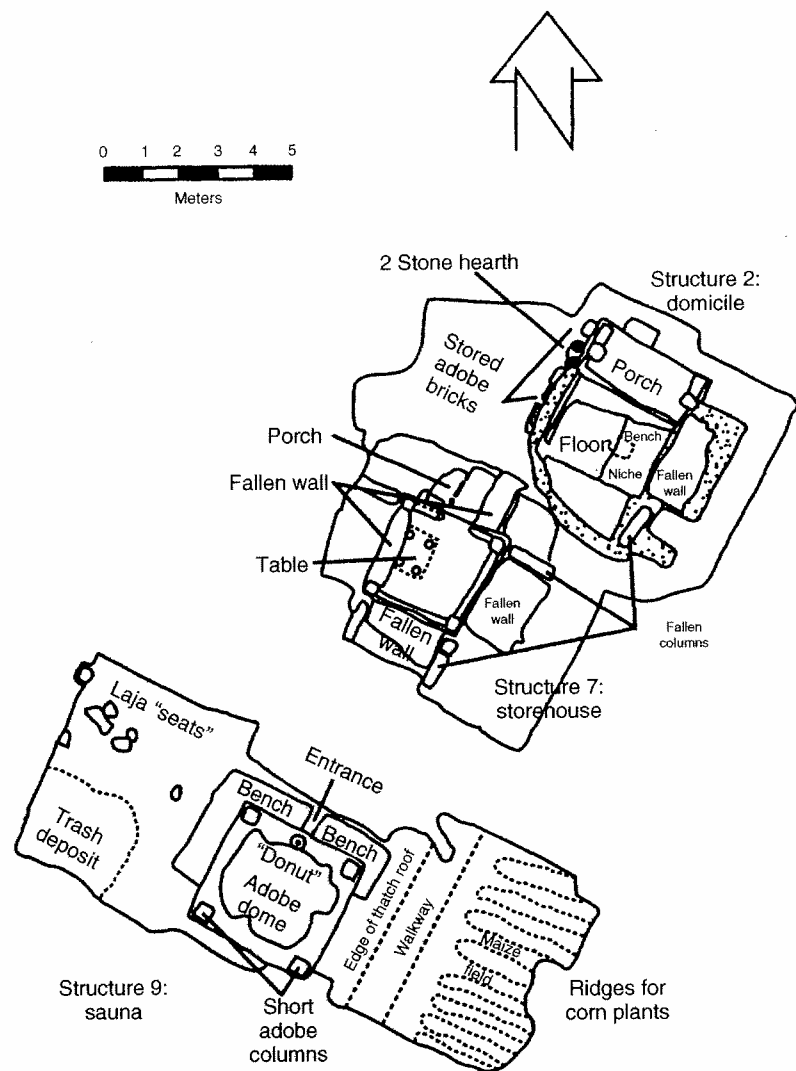 N
0 1 2 3 4 5
Meters
2 Stone hearth
Structure 2:
domicile
Stored
adobe
bricks
Porch
Porch
Floor
Bench
Niche
Fallen
wall
Fallen wall
Table
Fallen
wall
Fallen
wall
Fallen
columns
Structure 7:
storehouse
Laja "seats"
Entrance
Bench
Bench
Trash
deposit
"Donut"
Adobe
dome
Edge of thatch roof
Walkway
Maize
field
Structure 9:
sauna
Short
adobe
columns
Ridges for
corn plants